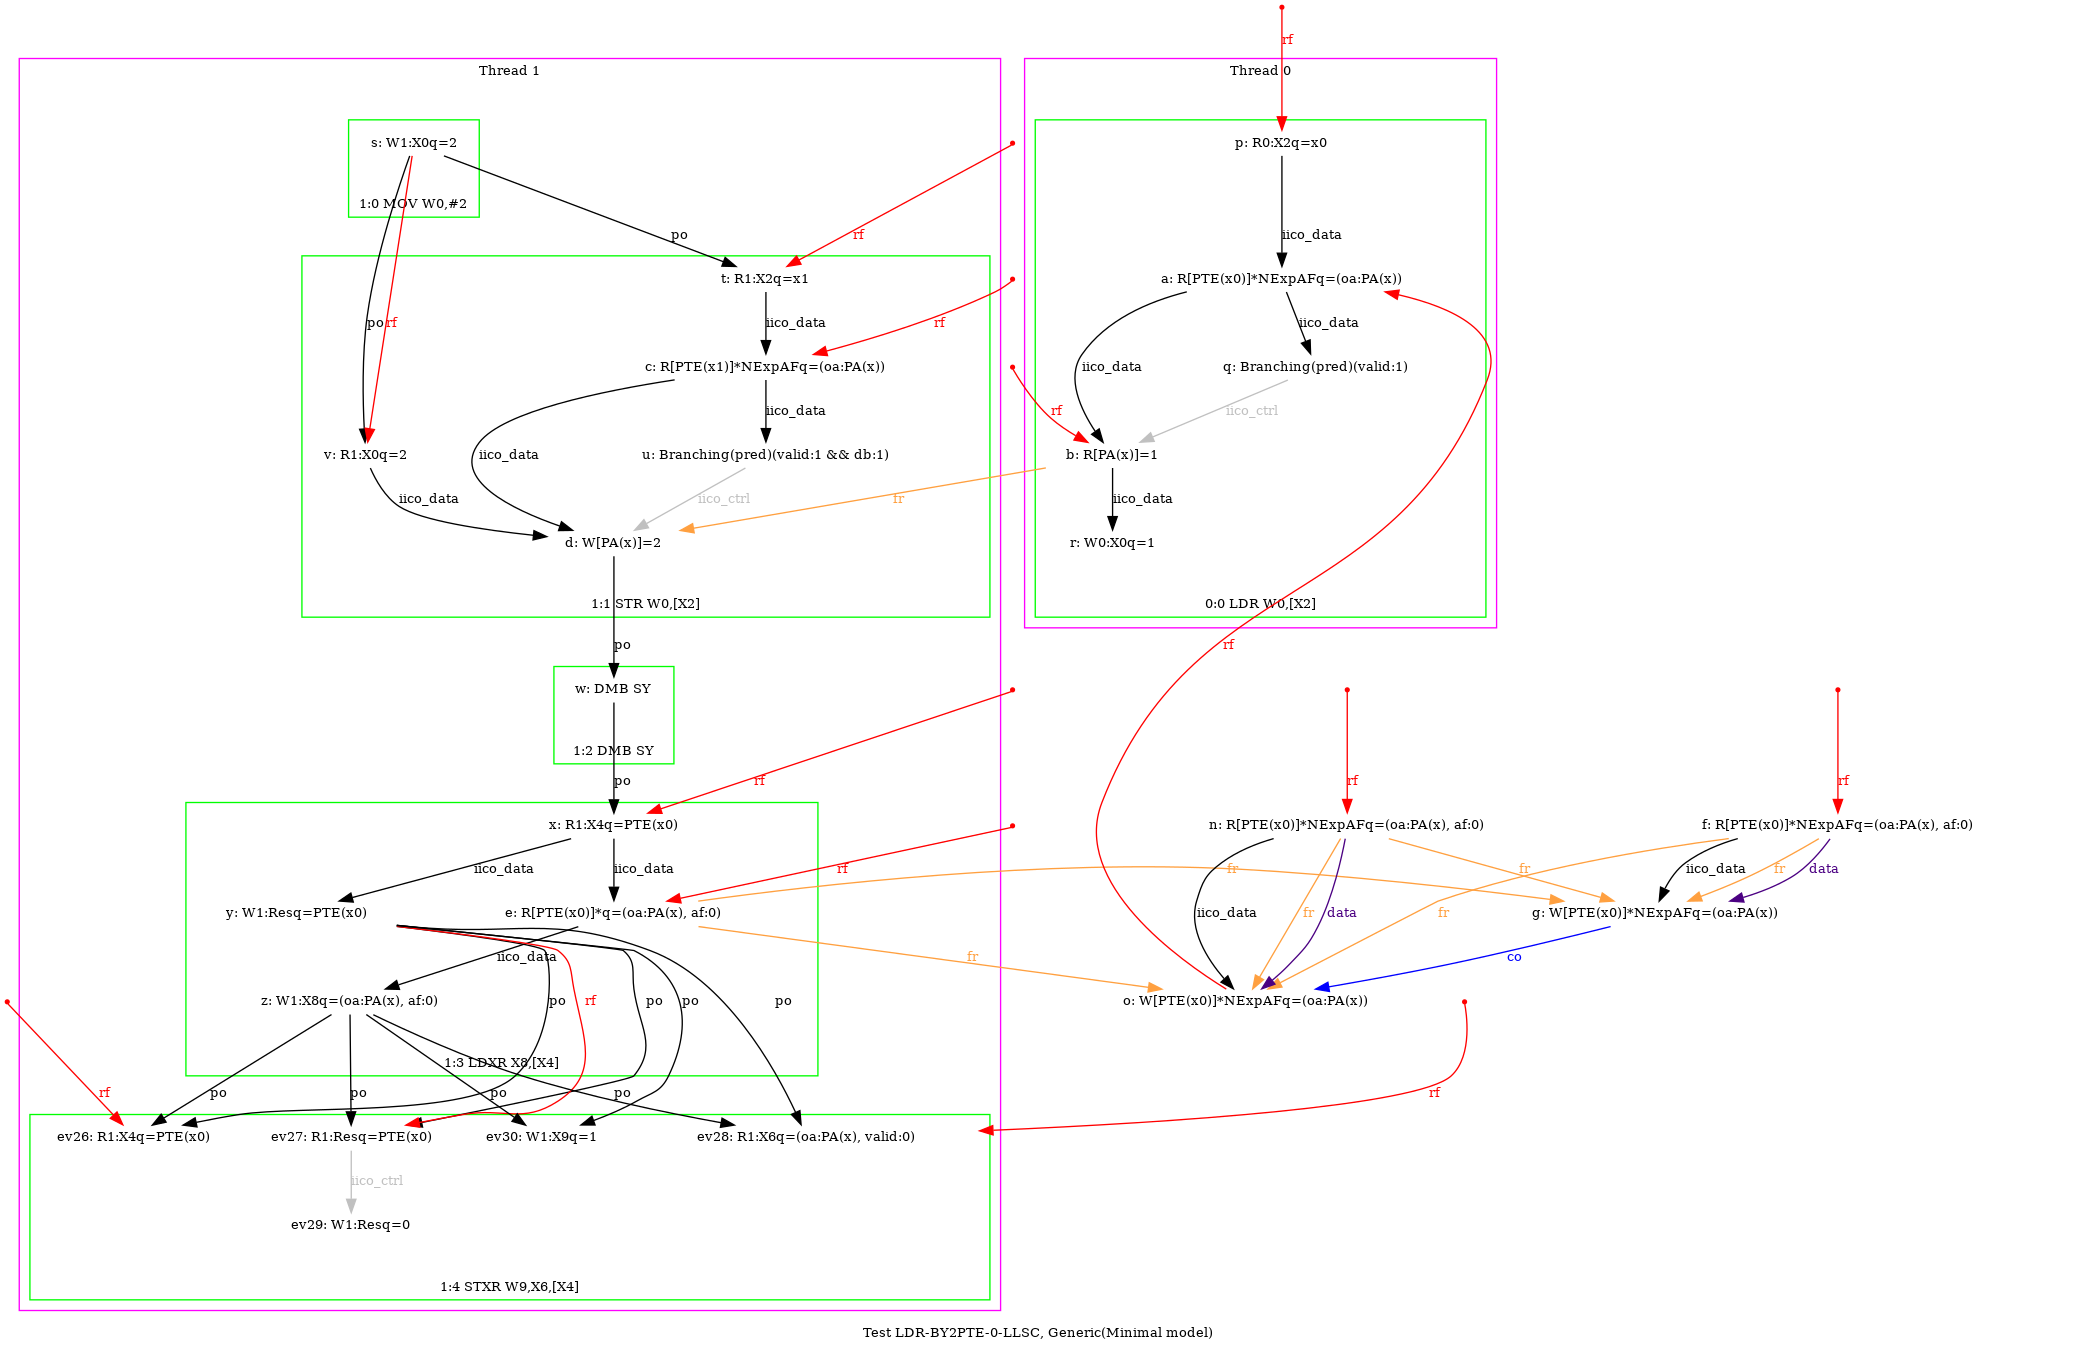 rf
Thread 1
Thread 0
s: W1:X0q=2
p: R0:X2q=x0
1:0 MOV W0,#2
po
rf
iico_data
t: R1:X2q=x1
a: R[PTE(x0)]*NExpAFq=(oa:PA(x))
po
rf
iico_data
rf
iico_data
c: R[PTE(x1)]*NExpAFq=(oa:PA(x))
iico_data
q: Branching(pred)(valid:1)
iico_data
rf
iico_ctrl
v: R1:X0q=2
iico_data
u: Branching(pred)(valid:1 && db:1)
b: R[PA(x)]=1
iico_data
iico_ctrl
fr
iico_data
d: W[PA(x)]=2
r: W0:X0q=1
1:1 STR W0,[X2]
0:0 LDR W0,[X2]
po
rf
w: DMB SY
1:2 DMB SY
po
rf
rf
rf
x: R1:X4q=PTE(x0)
n: R[PTE(x0)]*NExpAFq=(oa:PA(x), af:0)
f: R[PTE(x0)]*NExpAFq=(oa:PA(x), af:0)
iico_data
iico_data
rf
fr
fr
iico_data
fr
data
y: W1:Resq=PTE(x0)
e: R[PTE(x0)]*q=(oa:PA(x), af:0)
iico_data
fr
data
fr
g: W[PTE(x0)]*NExpAFq=(oa:PA(x))
iico_data
fr
co
z: W1:X8q=(oa:PA(x), af:0)
po
rf
po
po
po
o: W[PTE(x0)]*NExpAFq=(oa:PA(x))
1:3 LDXR X8,[X4]
rf
po
po
po
po
rf
ev26: R1:X4q=PTE(x0)
ev27: R1:Resq=PTE(x0)
ev30: W1:X9q=1
ev28: R1:X6q=(oa:PA(x), valid:0)
iico_ctrl
ev29: W1:Resq=0
1:4 STXR W9,X6,[X4]
Test LDR-BY2PTE-0-LLSC, Generic(Minimal model)